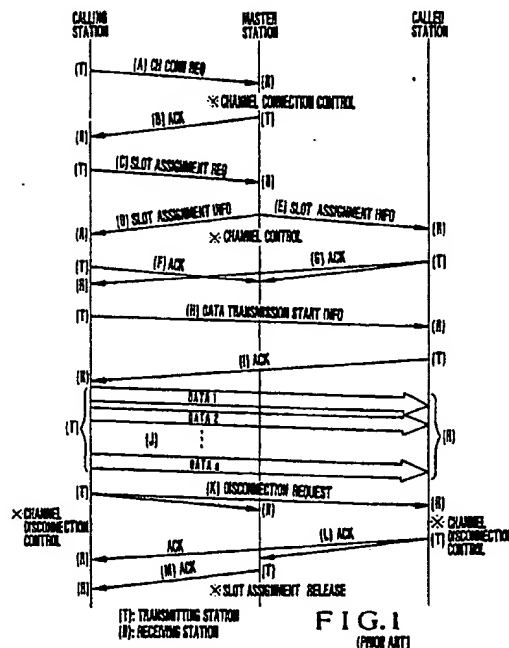 CALLING STATION
MASTER STATION
CALLED STATION
(T) (A) CH CONN REQ (R)
※ CHANNEL CONNECTION CONTROL
(R) (B) ACK (T)
(T) (C) SLOT ASSIGNMENT REQ (R)
(R) (D) SLOT ASSIGNMENT INFO (E) SLOT ASSIGNMENT INFO (R)
※ CHANNEL CONTROL
(T) (F) ACK (G) ACK (T)
(R)
(T) (H) DATA TRANSMISSION START INFO (R)
(R) (I) ACK (T)
DATA 1
DATA 2
(T) (J) (R)
DATA n
(T) (K) DISCONNECTION REQUEST (R)
(R)
※ CHANNEL DISCONNECTION CONTROL
※ CHANNEL DISCONNECTION CONTROL
(R) ACK (L) ACK (T)
(M) ACK (T)
(R) ※ SLOT ASSIGNMENT RELEASE
(T): TRANSMITTING STATION
(R): RECEIVING STATION
FIG.1
(PRIOR ART)